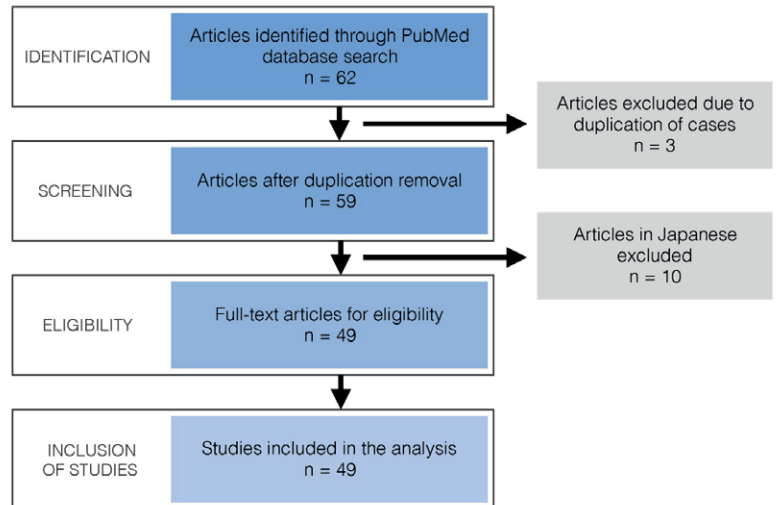 IDENTIFICATION
Articles identified through PubMed
database search
n = 62
Articles excluded due to
duplication of cases
n = 3
SCREENING
Articles after duplication removal
n = 59
Articles in Japanese
excluded
n = 10
ELIGIBILITY
Full-text articles for eligibility
n = 49
INCLUSION
OF STUDIES
Studies included in the analysis
n = 49